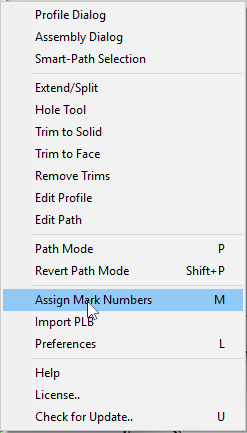 Profile Dialog
Assembly Dialog
Smart-Path Selection
Extend/Split
Hole Tool
Trim to Solid
Trim to Face
Remove Trims
Edit Profile
Edit Path
Path Mode P
Revert Path Mode Shift+P
Assign Mark Numbers M
Import PLB
Preferences L
Help
License..
Check for Update.. U